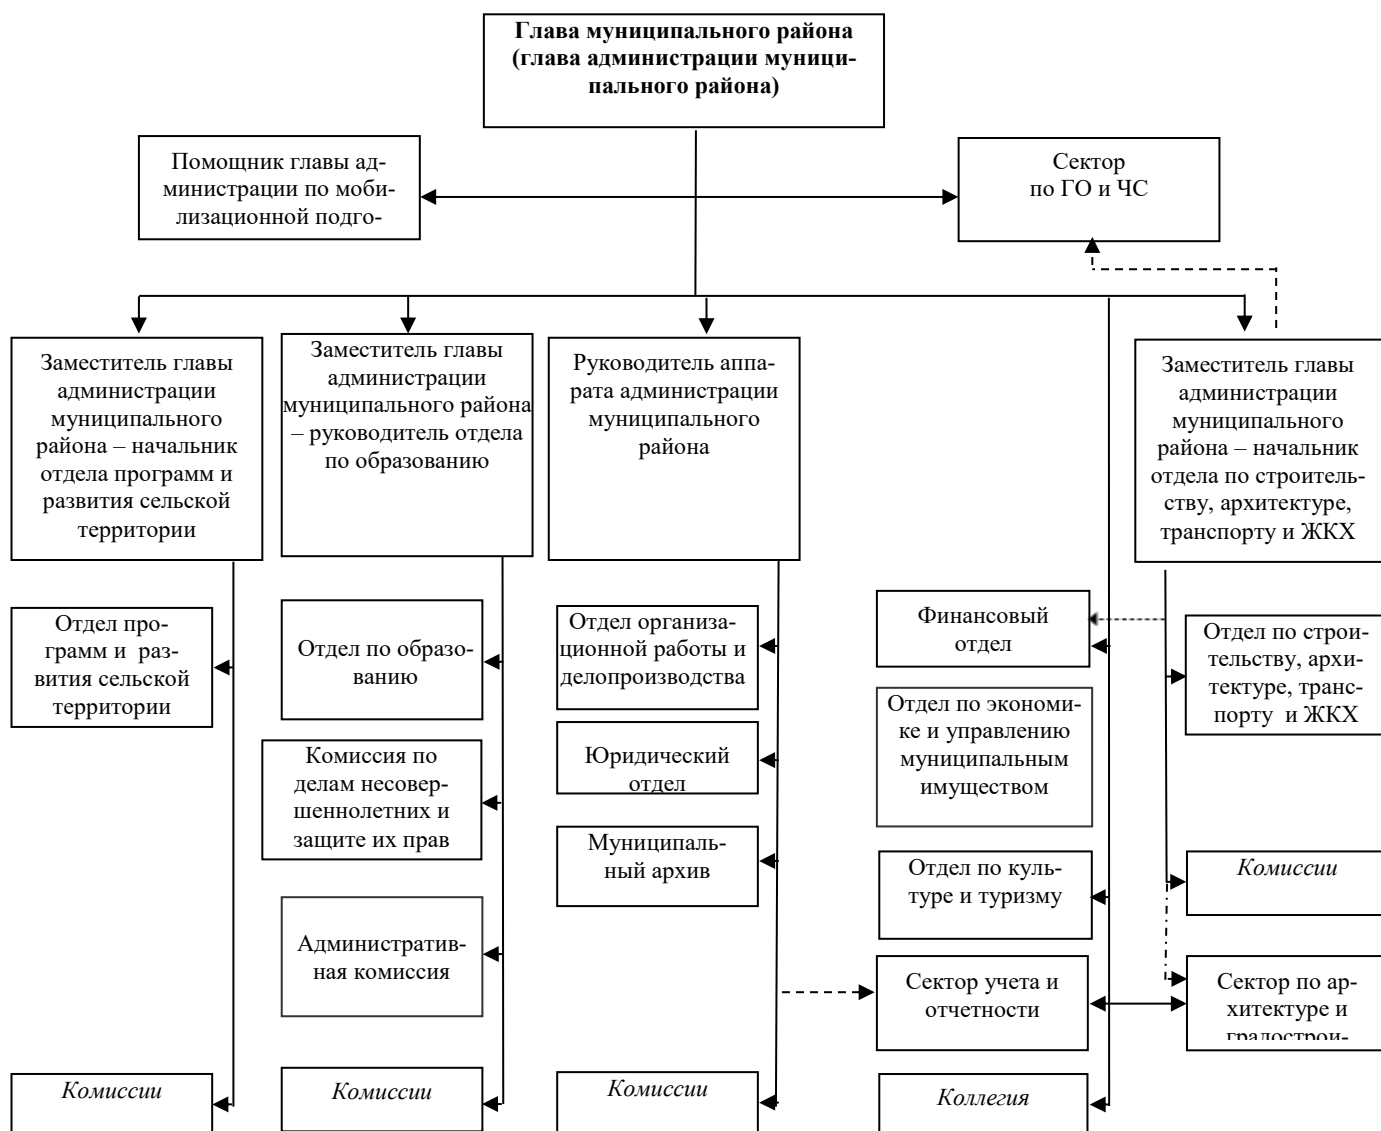 Глава муниципального района
(глава администрации муници-
пального района)
Помощник главы ад-
министрации по моби-
лизационной подго-
Сектор
по ГО и ЧС
Заместитель главы
администрации
муниципального
района – начальник
отдела программ и
развития сельской
территории
Заместитель главы
администрации
муниципального района
– руководитель отдела
по образованию
Руководитель аппа-
рата администрации
муниципального
района
Заместитель главы
администрации
муниципального
района – начальник
отдела по строитель-
ству, архитектуре,
транспорту и ЖКХ
Отдел про-
грамм и раз-
вития сельской
территории
Отдел по образо-
ванию
Комиссия по
делам несовер-
шеннолетних и
защите их прав
Административ-
ная комиссия
Отдел организа-
ционной работы и
делопроизводства
Юридический
отдел
Муниципаль-
ный архив
Финансовый
отдел
Отдел по экономи-
ке и управлению
муниципальным
имуществом
Отдел по куль-
туре и туризму
Сектор учета и
отчетности
Отдел по строи-
тельству, архи-
тектуре, транс-
порту и ЖКХ
Комиссии
Сектор по ар-
хитектуре и
градострои-
Комиссии
Комиссии
Комиссии
Коллегия